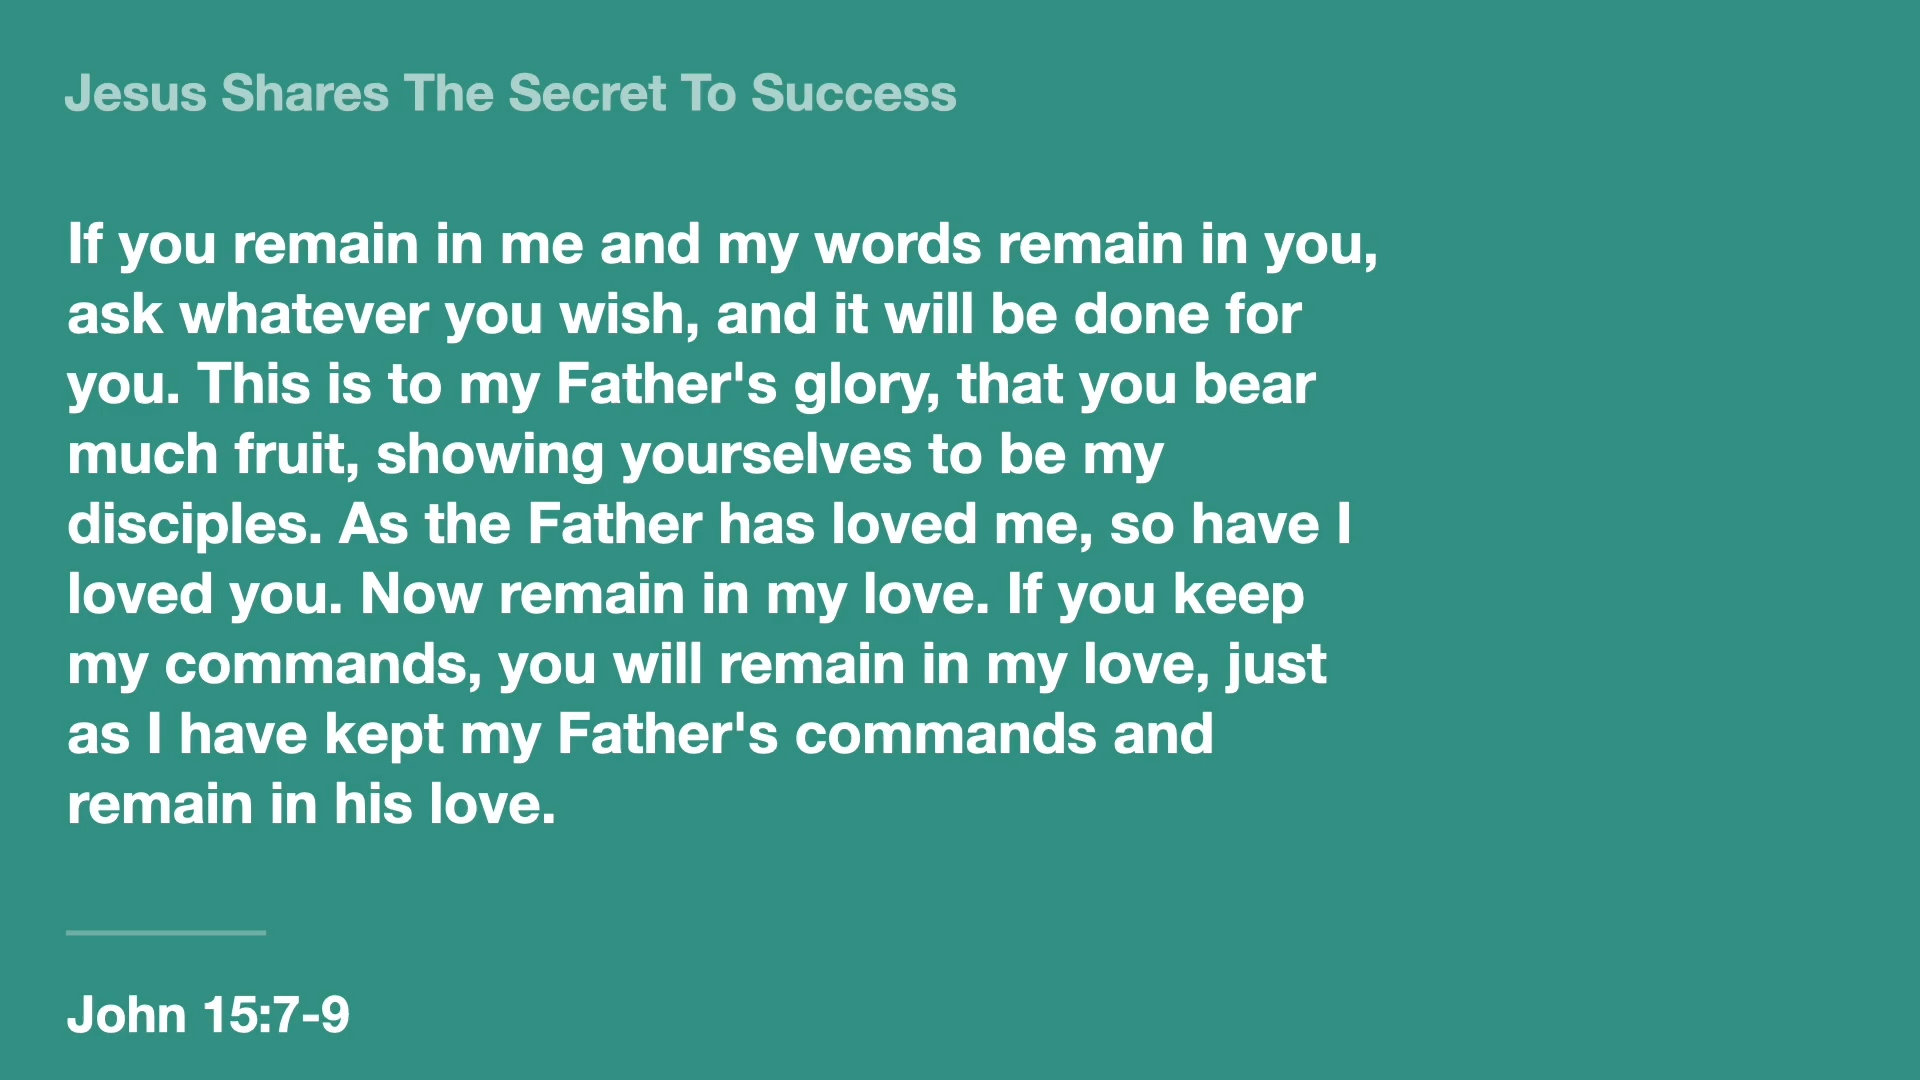 Jesus Shares The Secret To Success
If you remain in me and my words remain in you,
ask whatever you wish, and it will be done for
you. This is to my Father's glory, that you bear
much fruit, showing yourselves to be my
disciples. As the Father has loved me, so have I
loved you. Now remain in my love. If you keep
my commands, you will remain in my love, just
as I have kept my Father's commands and
remain in his love.
John 15:7-9